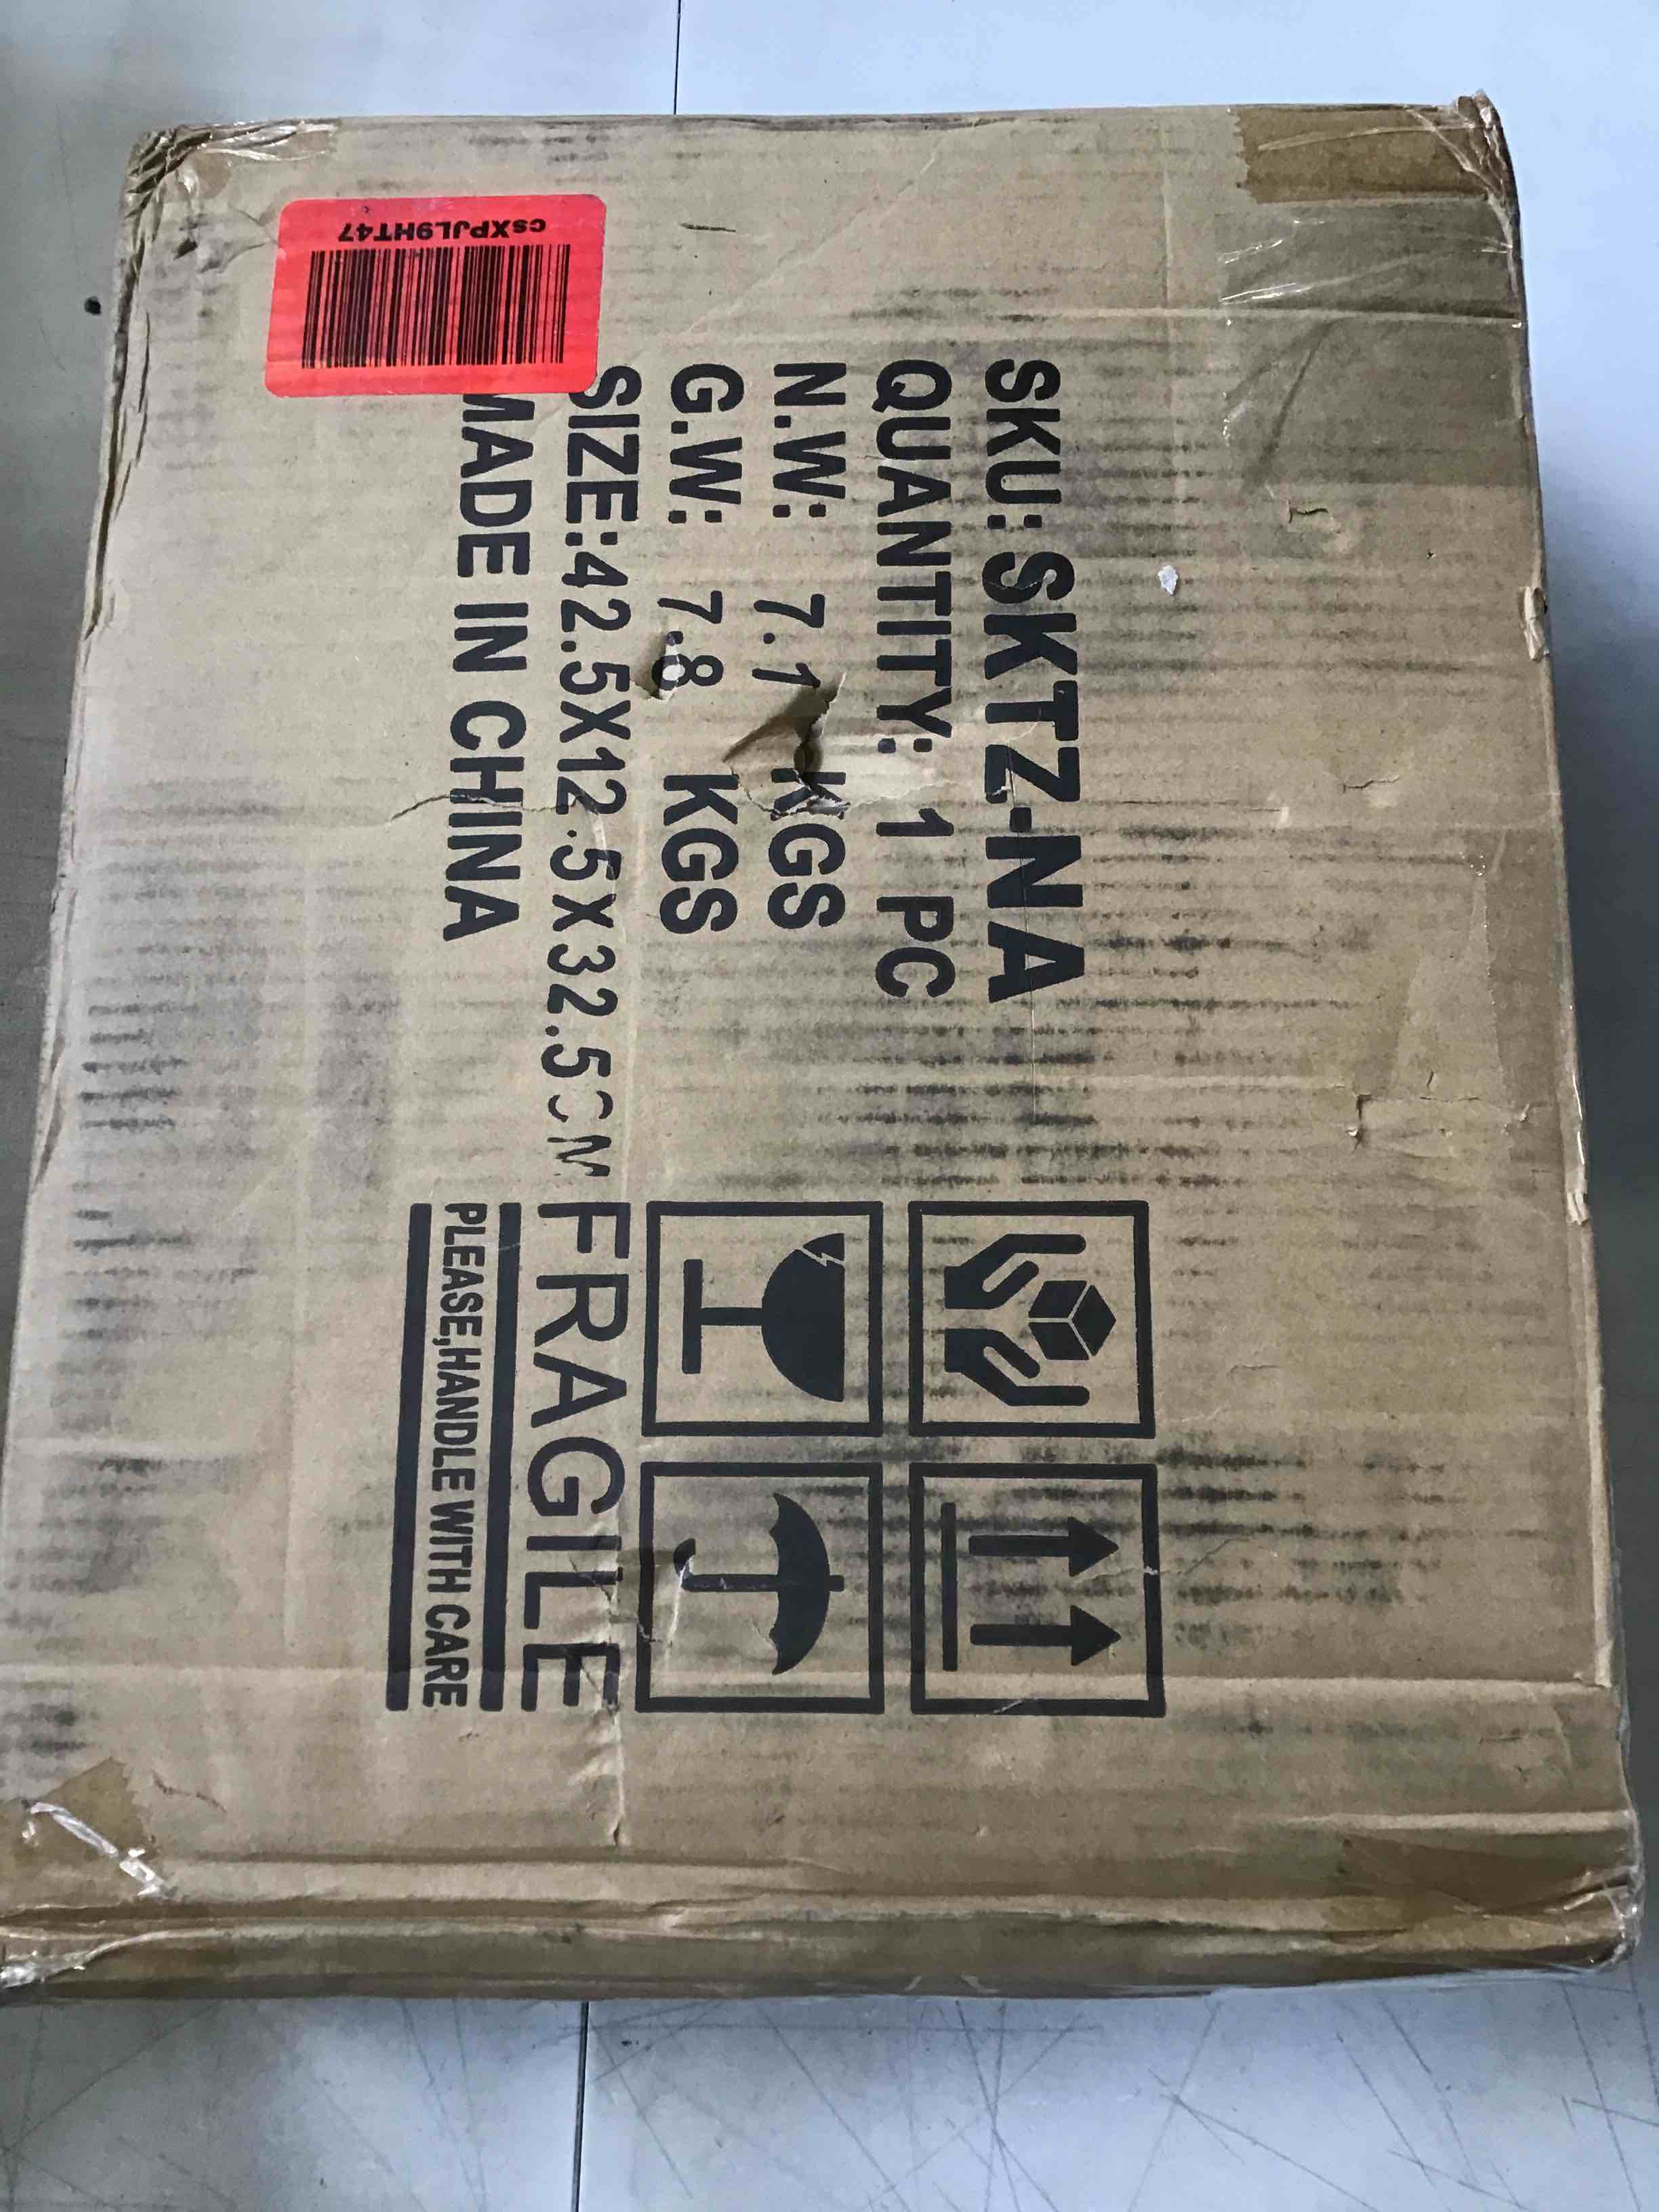 SKU: SKTZ-NA
QUANTITY: 1 PC
N.W: 7.1 KGS
G.W: 7.8 KGS
SIZE:42.5X12.5X32.5CM
MADE IN CHINA
FRAGILE
PLEASE,HANDLE WITH CARE
csXPJL9HT47